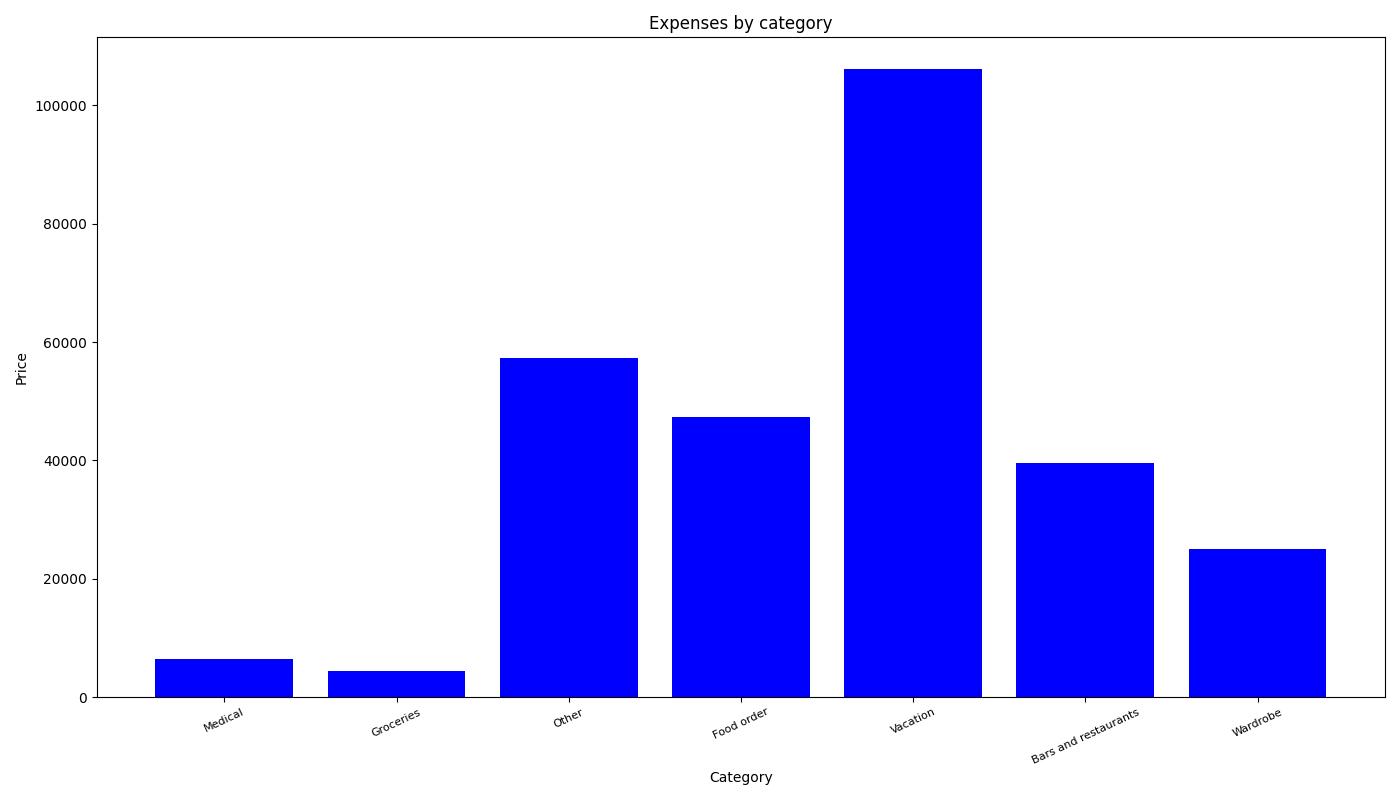 Expenses by category
100000
80000
60000
40000
20000
0
Price
Medical
Groceries
Other
Food order
Vacation
Bars and restaurants
Wardrobe
Category